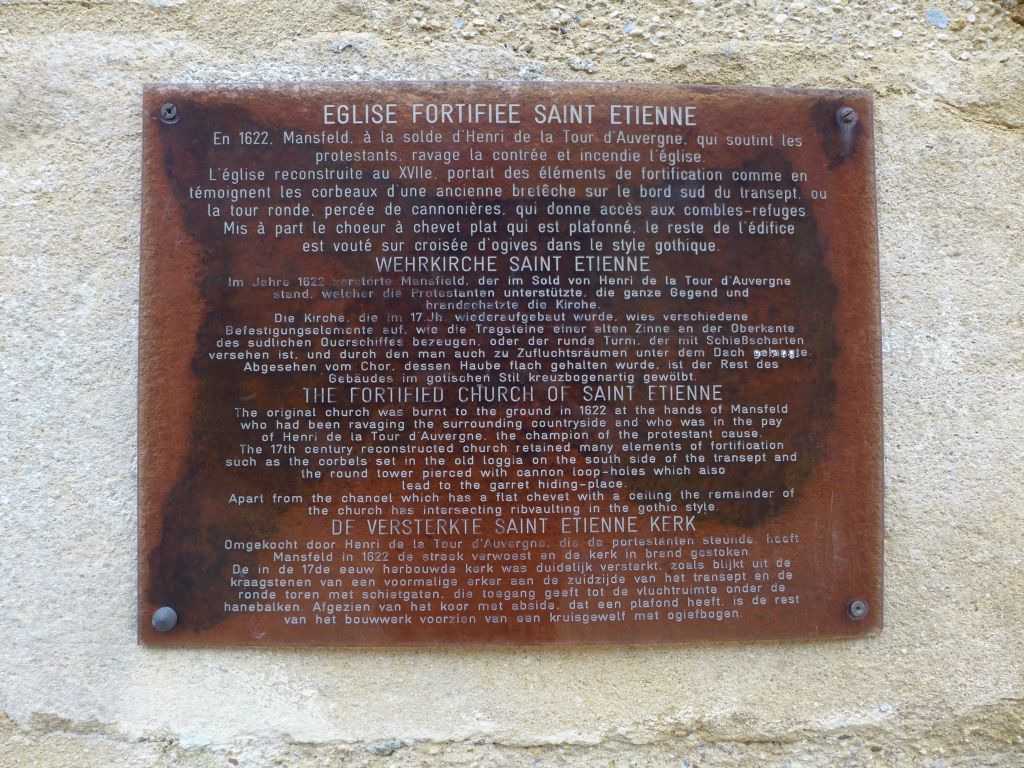 EGLISE FORTIFIEE SAINT ETIENNE
En 1622, Mansfeld, à la solde d'Henri de la Tour d'Auvergne, qui soutint les
protestants, ravage la contrée et incendie l'église.
L'église reconstruite au XVIIe, portait des éléments de fortification comme en
témoignent les corbeaux d'une ancienne bretêche sur le bord sud du transept, ou
la tour ronde, percée de cannonières, qui donne accès aux combles-refuges
Mis à part le choeur à chevet plat qui est plafonné, le reste de l'édifice
est vouté sur croisée d'ogives dans le style gothique.
WEHRKIRCHE SAINT ETIENNE
Im Jahre 1622 zerstörte Mansfield, der im Sold von Henri de la Tour d'Auvergne
stand, welcher die Protestanten unterstützte, die ganze Gegend und
brandschatzte die Kirche.
Die Kirche, die im 17.Jh. wiederaufgebaut wurde, wies verschiedene
Befestigungselemente auf, wie die Tragsteine einer alten Zinne an der Oberkante
des südlichen Querschiffes bezeugen, oder der runde Turm, der mit Schießscharten
versehen ist, und durch den man auch zu Zufluchtsräumen unter dem Dach gelangte.
Abgesehen vom Chor, dessen Haube flach gehalten wurde, ist der Rest des
Gebäudes im gotischen Stil kreuzbogenartig gewölbt.
THE FORTIFIED CHURCH OF SAINT ETIENNE
The original church was burnt to the ground in 1622 at the hands of Mansfeld
who had been ravaging the surrounding countryside and who was in the pay
of Henri de la Tour d'Auvergne, the champion of the protestant cause.
The 17th century reconstructed church retained many elements of fortification
such as the corbels set in the old loggia on the south side of the transept and
the round tower pierced with cannon loop-holes which also
lead to the garret hiding-place.
Apart from the chancel which has a flat chevet with a ceiling the remainder of
the church has intersecting ribvaulting in the gothic style.
DE VERSTERKTE SAINT ETIENNE KERK
Omgekocht door Henri de la Tour d'Auvergne, die de portestanten steunde, heeft
Mansfeld in 1622 de streek verwoest en de kerk in brand gestoken
De in de 17de eeuw herbouwde kerk was duidelijk versterkt, zoals blijkt uit de
kraagstenen van een voormalige erker aan de zuidzijde van het transept en de
ronde toren met schietgaten, die toegang geeft tot de vluchtruimte onder de
hanebalken. Afgezien van het koor met abside, dat een plafond heeft, is de rest
van het bouwwerk voorzien van een kruisgewelf met ogiefbogen.